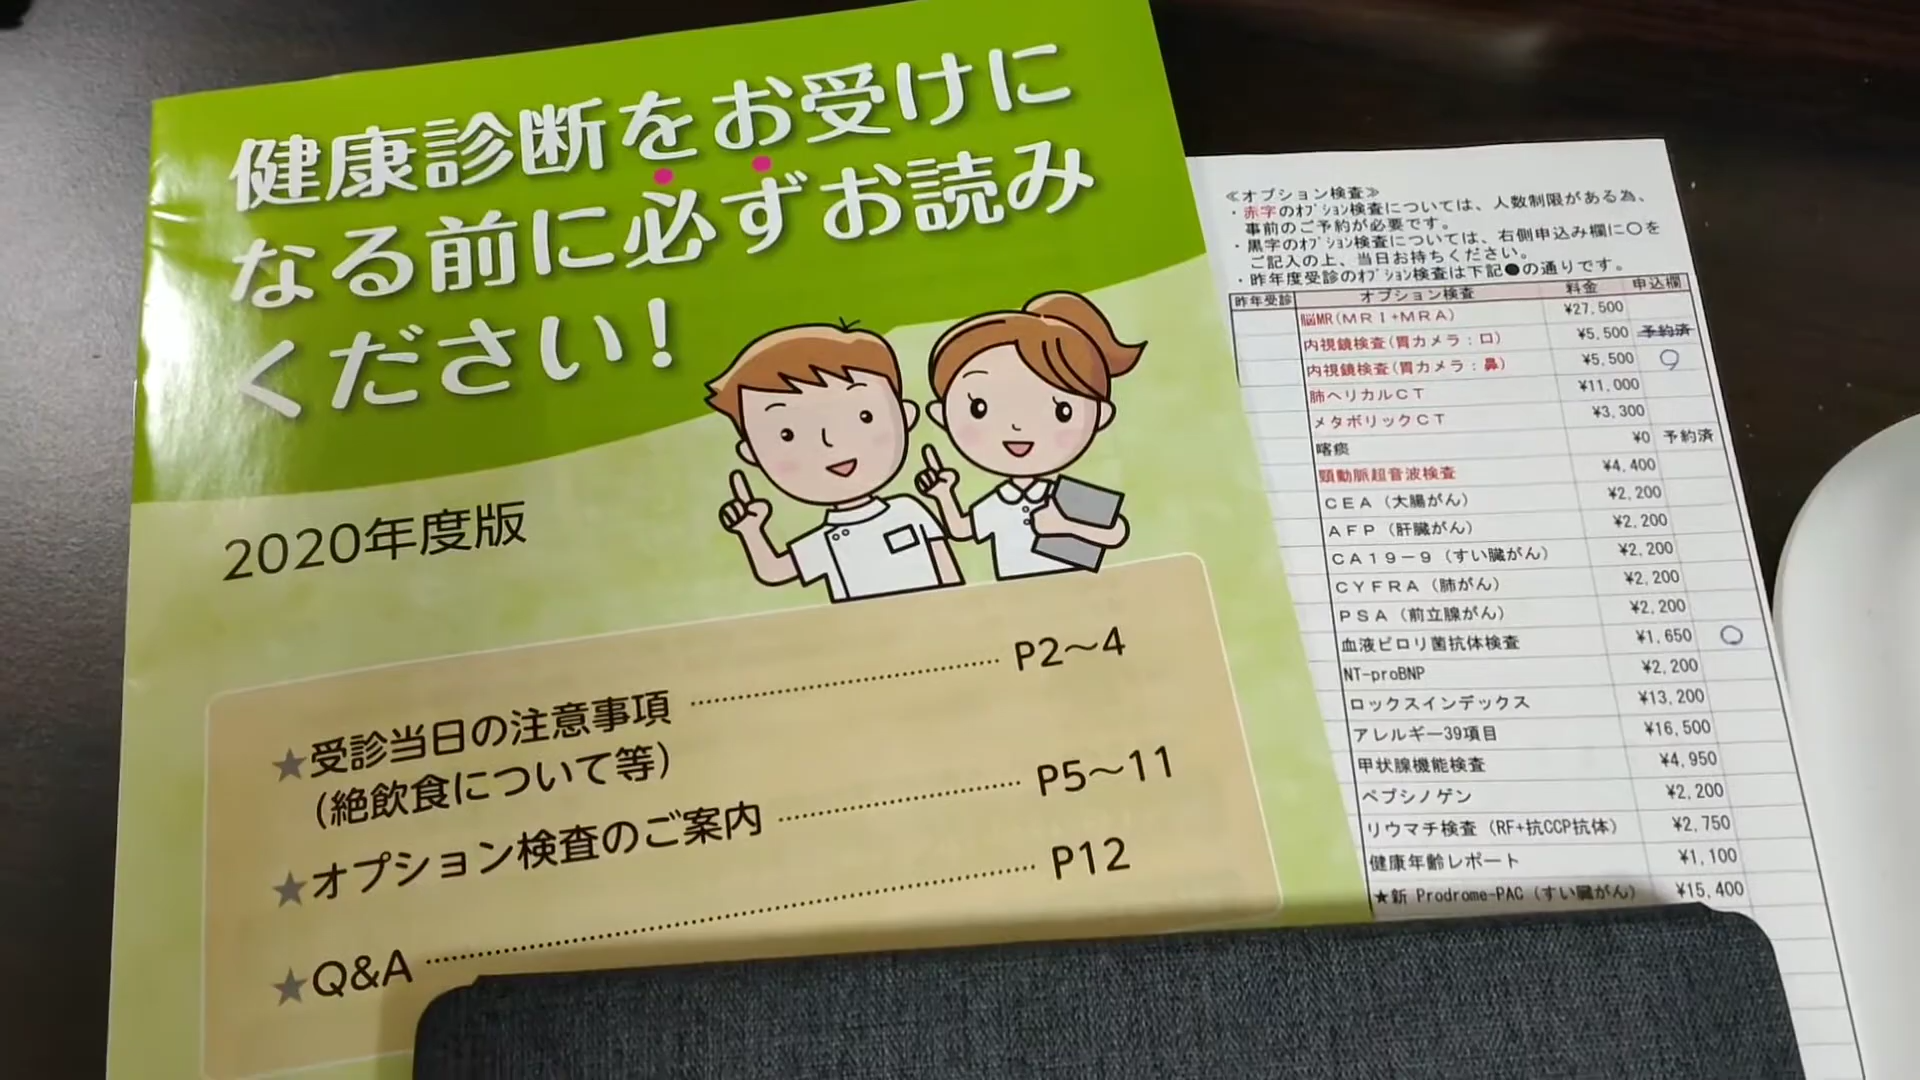 健康診断をお受けに
なる前に必ずお読み
ください！
2020年度版
★受診当日の注意事項 P2～4
(絶飲食について等)
★オプション検査のご案内 P5～11
★Q&A P12
≪オプション検査≫
・赤字のｵﾌﾟｼｮﾝ検査については、人数制限がある為、
事前のご予約が必要です。
・黒字のｵﾌﾟｼｮﾝ検査については、右側申込み欄に○を
ご記入の上、当日お持ちください。
・昨年度受診のｵﾌﾟｼｮﾝ検査は下記●の通りです。
昨年受診 オプション検査 料金 申込欄
脳MR(MRI+MRA) ¥27,500
内視鏡検査(胃カメラ：口) ¥5,500 予約済
内視鏡検査(胃カメラ：鼻) ¥5,500 ○
肺ヘリカルCT ¥11,000
メタボリックCT ¥3,300
喀痰 ¥0 予約済
頸動脈超音波検査 ¥4,400
CEA（大腸がん） ¥2,200
AFP（肝臓がん） ¥2,200
CA19-9（すい臓がん） ¥2,200
CYFRA（肺がん） ¥2,200
PSA（前立腺がん） ¥2,200
血液ピロリ菌抗体検査 ¥1,650 ○
NT-proBNP ¥2,200
ロックスインデックス ¥13,200
アレルギー39項目 ¥16,500
甲状腺機能検査 ¥4,950
ペプシノゲン ¥2,200
リウマチ検査（RF+抗CCP抗体） ¥2,750
健康年齢レポート ¥1,100
★新 Prodrome-PAC（すい臓がん） ¥15,400